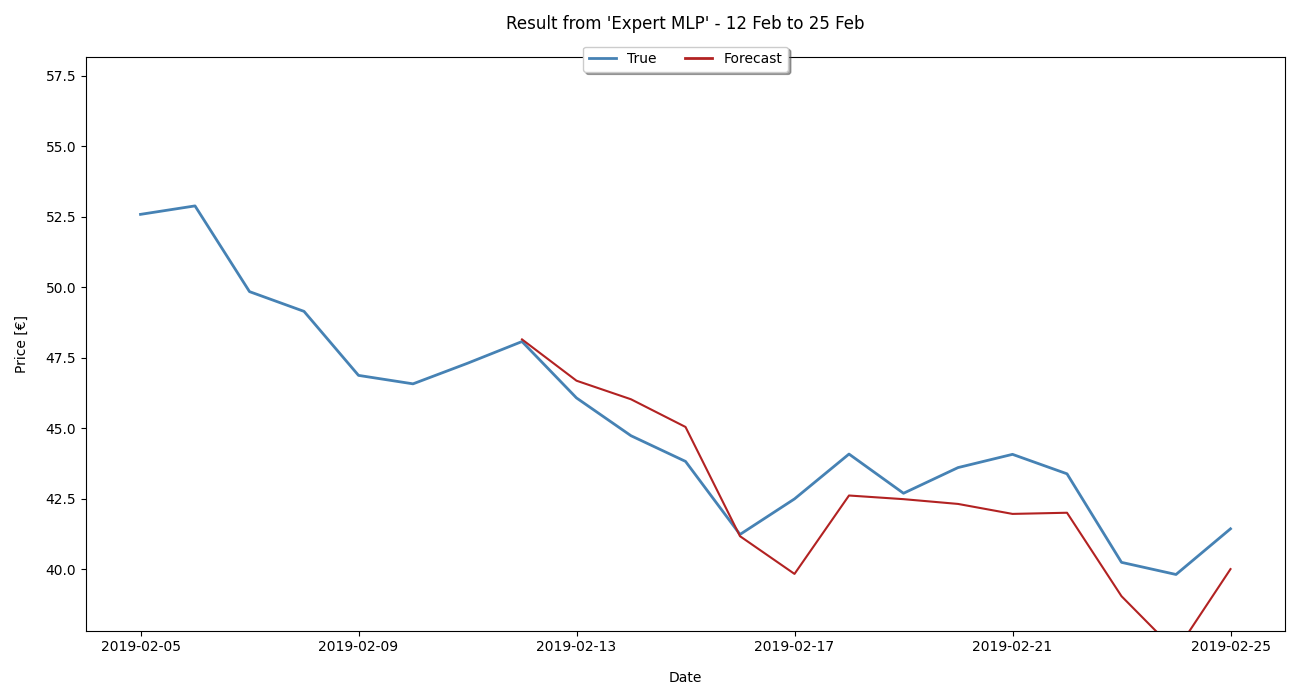 Result from 'Expert MLP' - 12 Feb to 25 Feb
True
Forecast
57.5
55.0
52.5
50.0
47.5
45.0
42.5
40.0
Price [€]
2019-02-05
2019-02-09
2019-02-13
2019-02-17
2019-02-21
2019-02-25
Date